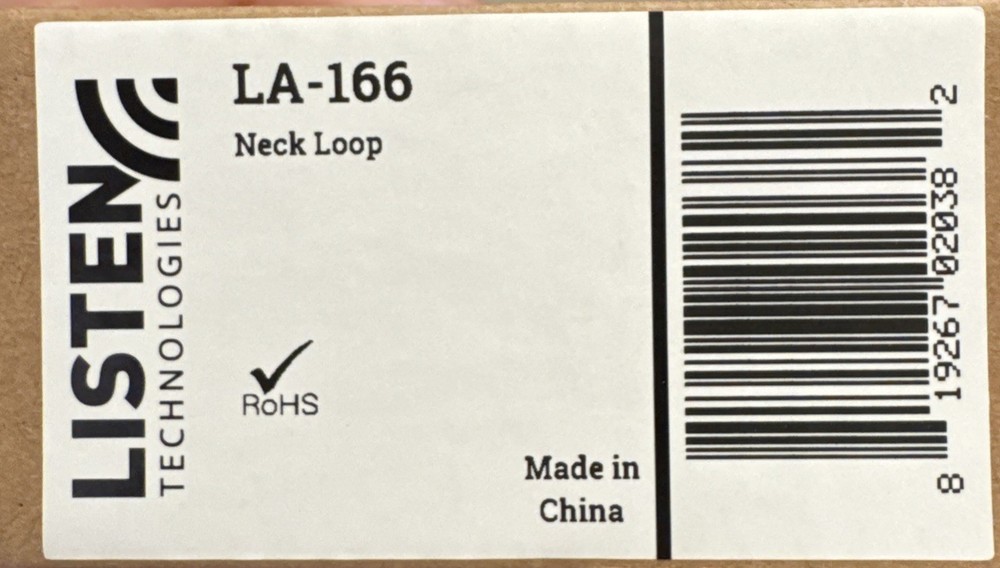 LISTEN
TECHNOLOGIES
LA-166
Neck Loop
RoHS
Made in
China
8 19267 02038 2